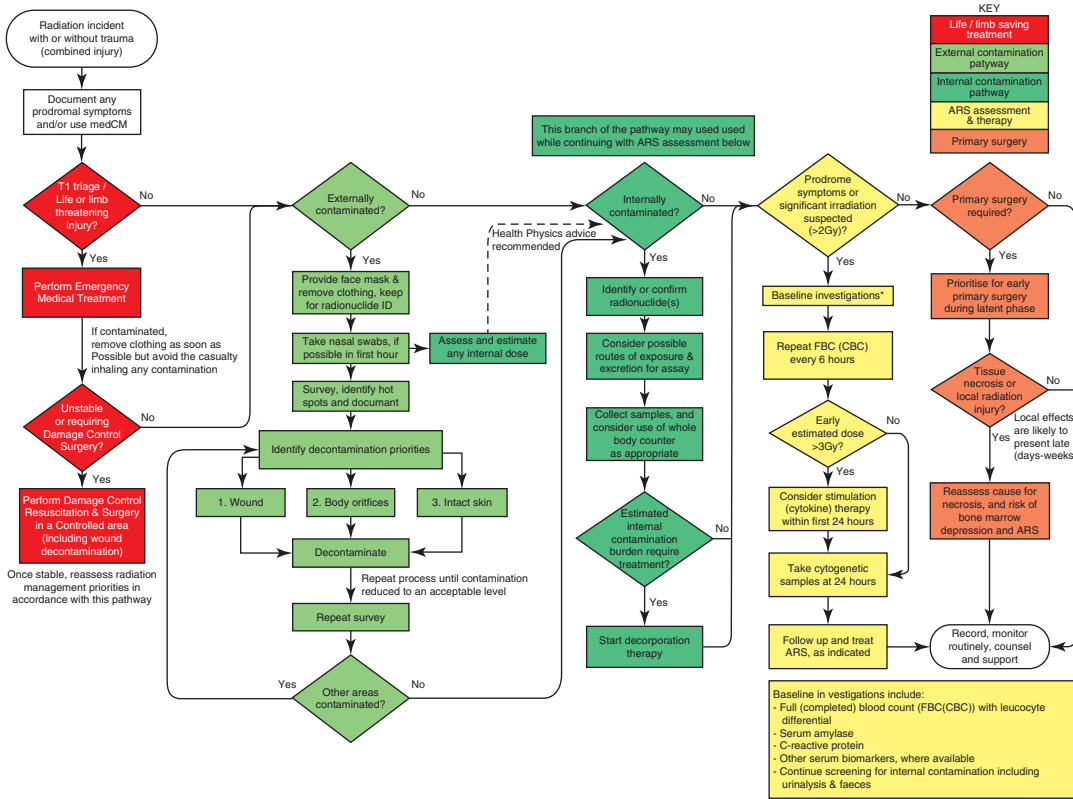 Radiation incident
with or without trauma
(combined injury)
Document any
prodromal symptoms
and/or use medCM
T1 triage /
Life or limb
threatening
injury?
No
Yes
Perform Emergency
Medical Treatment
If contaminated,
remove clothing as soon as
Possible but avoid the casualty
inhaling any contamination
Unstable
or requiring
Damage Control
Surgery?
No
Yes
Perform Damage Control
Resuscitation & Surgery
in a Controlled area
(including wound
decontamination)
Once stable, reassess radiation
management priorities in
accordance with this pathway
Externally
contaminated?
No
Yes
Provide face mask &
remove clothing, keep
for radionuclide ID
Take nasal swabs, if
possible in first hour
Assess and estimate
any internal dose
Health Physics advice
recommended
Survey, identify hot
spots and documant
Identify decontamination priorities
1. Wound
2. Body oritfices
3. Intact skin
Decontaminate
Repeat process until contamination
reduced to an acceptable level
Repeat survey
Other areas
contaminated?
Yes
No
This branch of the pathway may used used
while continuing with ARS assessment below
Internally
contaminated?
No
Yes
Identify or confirm
radionuclide(s)
Consider possible
routes of exposure &
excretion for assay
Collect samples, and
consider use of whole
body counter
as appropriate
Estimated
internal
contamination
burden require
treatment?
No
Yes
Start decorporation
therapy
Prodrome
symptoms or
significant irradiation
suspected
(>2Gy)?
No
Yes
Baseline investigations*
Repeat FBC (CBC)
every 6 hours
Early
estimated dose
>3Gy?
No
Yes
Consider stimulation
(cytokine) therapy
within first 24 hours
Take cytogenetic
samples at 24 hours
Follow up and treat
ARS, as indicated
Baseline in vestigations include:
- Full (completed) blood count (FBC(CBC)) with leucocyte
differential
- Serum amylase
- C-reactive protein
- Other serum biomarkers, where available
- Continue screening for internal contamination including
urinalysis & faeces
KEY
Life / limb saving
treatment
External contamination
patyway
Internal contamination
pathway
ARS assessment
& therapy
Primary surgery
Primary surgery
required?
No
Yes
Prioritise for early
primary surgery
during latent phase
Tissue
necrosis or
local radiation
injury?
No
Yes
Local effects
are likely to
present late
(days-weeks)
Reassess cause for
necrosis, and risk of
bone marrow
depression and ARS
Record, monitor
routinely, counsel
and support